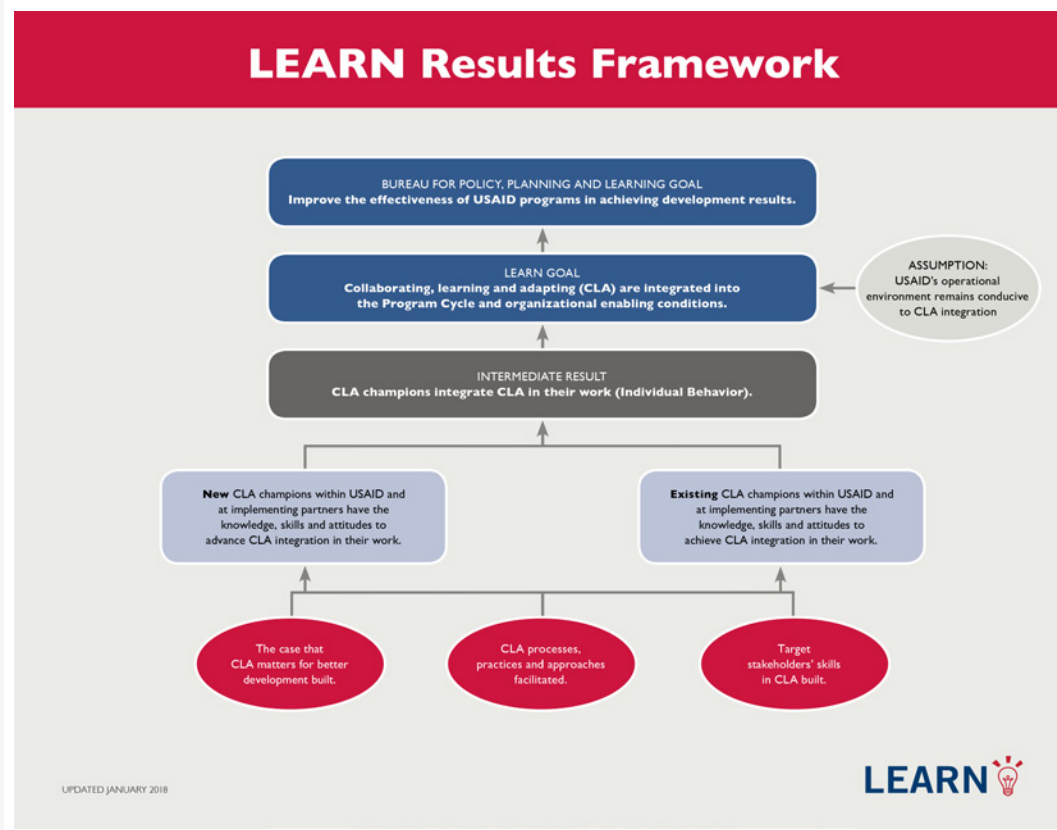 LEARN Results Framework
BUREAU FOR POLICY, PLANNING AND LEARNING GOAL
Improve the effectiveness of USAID programs in achieving development results.
LEARN GOAL
Collaborating, learning and adapting (CLA) are integrated into
the Program Cycle and organizational enabling conditions.
ASSUMPTION:
USAID's operational
environment remains conducive
to CLA integration
INTERMEDIATE RESULT
CLA champions integrate CLA in their work (Individual Behavior).
New CLA champions within USAID and
at implementing partners have the
knowledge, skills and attitudes to
advance CLA integration in their work.
Existing CLA champions within USAID and
at implementing partners have the
knowledge, skills and attitudes to
achieve CLA integration in their work.
The case that
CLA matters for better
development built.
CLA processes,
practices and approaches
facilitated.
Target
stakeholders' skills
in CLA built.
UPDATED JANUARY 2018
LEARN